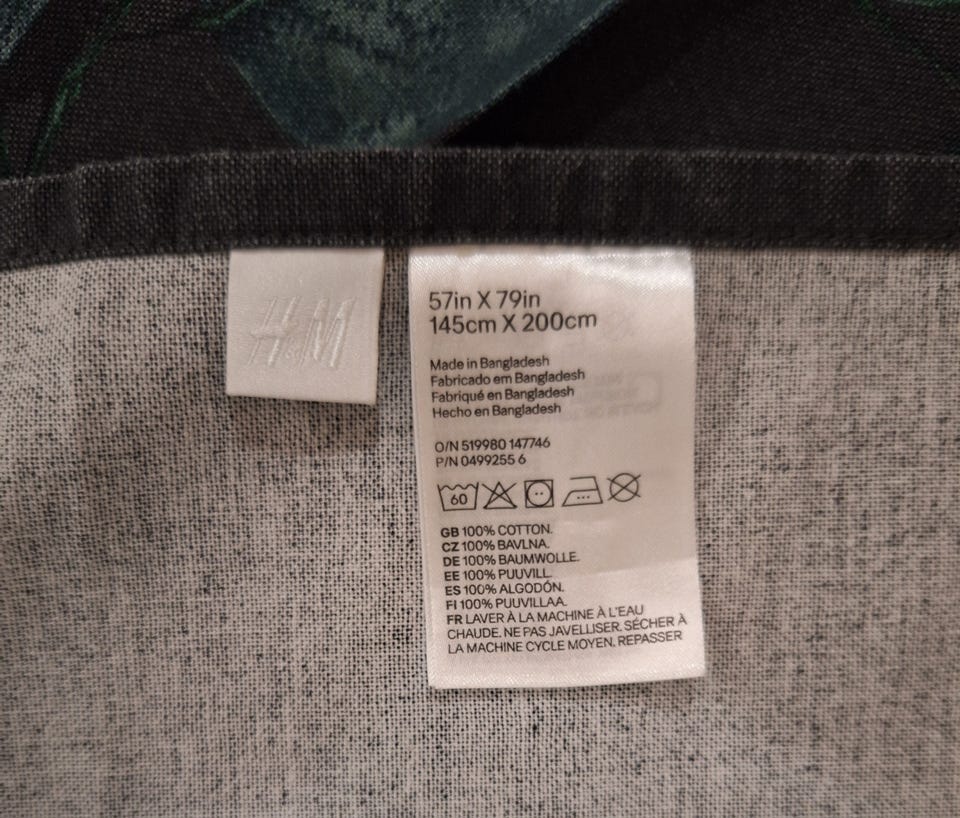 H&M
57in X 79in
145cm X 200cm
Made in Bangladesh
Fabricado em Bangladesh
Fabriqué en Bangladesh
Hecho en Bangladesh
O/N 519980 147746
P/N 0499255 6
60
GB 100% COTTON.
CZ 100% BAVLNA.
DE 100% BAUMWOLLE.
EE 100% PUUVILL.
ES 100% ALGODÓN.
FI 100% PUUVILLAA.
FR LAVER À LA MACHINE À L'EAU
CHAUDE. NE PAS JAVELLISER. SÉCHER À
LA MACHINE CYCLE MOYEN. REPASSER